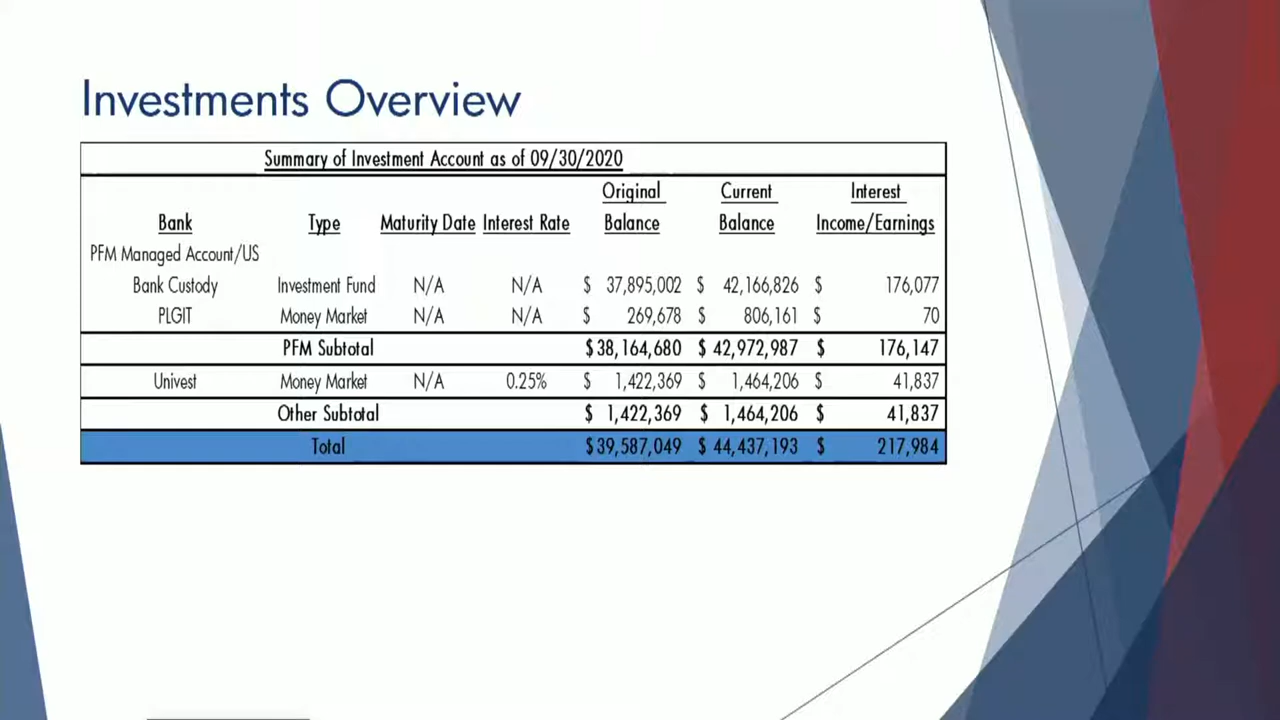 Investments Overview
Summary of Investment Account as of 09/30/2020
Original Current Interest
Bank Type Maturity Date Interest Rate Balance Balance Income/Earnings
PFM Managed Account/US
Bank Custody Investment Fund N/A N/A $ 37,895,002 $ 42,166,826 $ 176,077
PLGIT Money Market N/A N/A $ 269,678 $ 806,161 $ 70
PFM Subtotal $ 38,164,680 $ 42,972,987 $ 176,147
Univest Money Market N/A 0.25% $ 1,422,369 $ 1,464,206 $ 41,837
Other Subtotal $ 1,422,369 $ 1,464,206 $ 41,837
Total $ 39,587,049 $ 44,437,193 $ 217,984